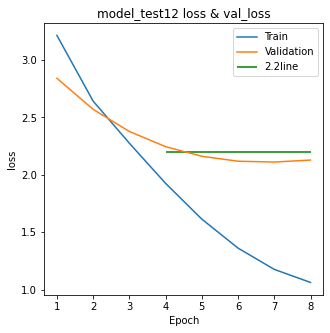 model_test12 loss & val_loss
Train
Validation
2.2line
3.0
2.5
2.0
1.5
1.0
loss
1 2 3 4 5 6 7 8
Epoch